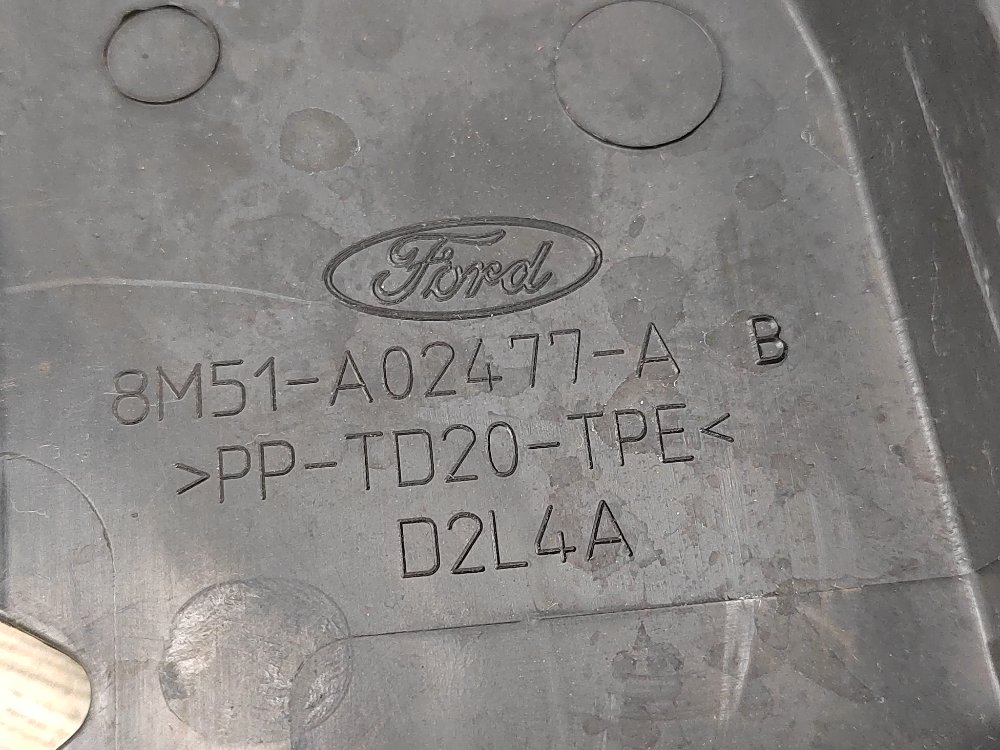 Ford
8M51-A02477-A B
>PP-TD20-TPE<
D2L4A